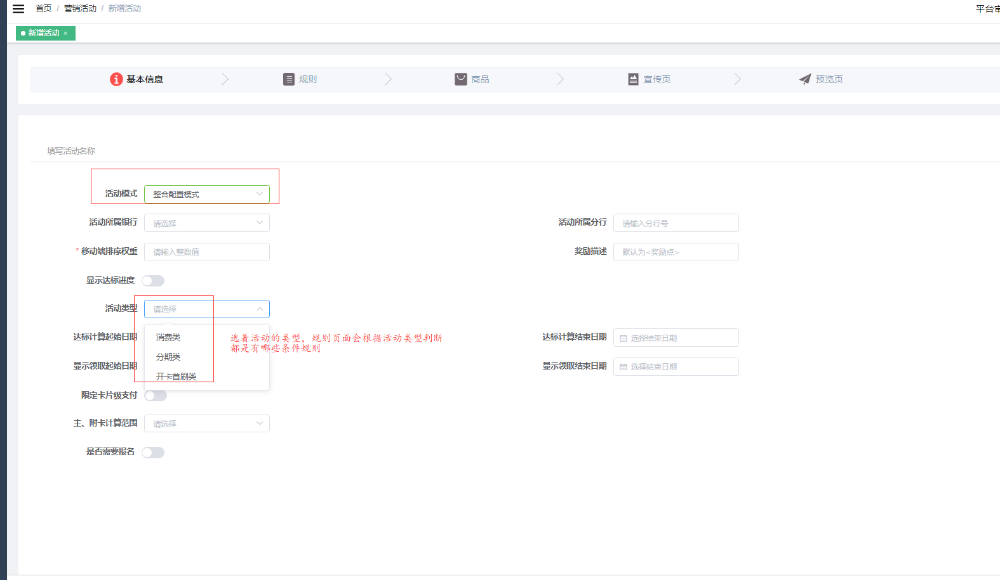 首页 / 营销活动 / 新增活动
平台审
新增活动 ×
基本信息
规则
商品
宣传页
预览页
填写活动名称
活动模式 整合配置模式
活动所属银行 请选择
活动所属分行 请输入分行号
* 移动端排序权重 请输入整数值
奖励描述 默认为<奖励点>
显示达标进度
活动类型 请选择
达标计算起始日期
消费类
选着活动的类型，规则页面会根据活动类型判断
都是有哪些条件规则
达标计算结束日期 选择结束日期
分期类
显示领取起始日期
开卡首刷类
显示领取结束日期 选择结束日期
限定卡片级支付
主、附卡计算范围 请选择
是否需要报名